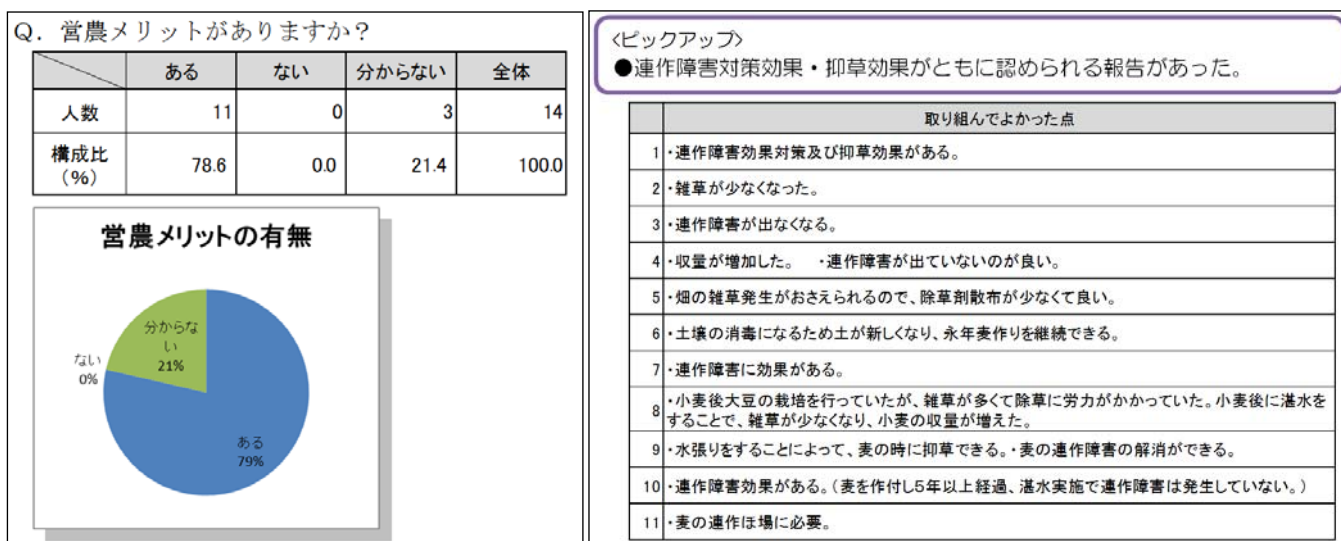 Q．営農メリットがありますか？
ある ない 分からない 全体
人数 11 0 3 14
構成比
（％） 78.6 0.0 21.4 100.0
営農メリットの有無
分からな
い
21%
ない
0%
ある
79%
〈ピックアップ〉
●連作障害対策効果・抑草効果がともに認められる報告があった。
取り組んでよかった点
1 ・連作障害効果対策及び抑草効果がある。
2 ・雑草が少なくなった。
3 ・連作障害が出なくなる。
4 ・収量が増加した。　・連作障害が出ていないのが良い。
5 ・畑の雑草発生がおさえられるので、除草剤散布が少なくて良い。
6 ・土壌の消毒になるため土が新しくなり、永年麦作りを継続できる。
7 ・連作障害に効果がある。
8 ・小麦後大豆の栽培を行っていたが、雑草が多くて除草に労力がかかっていた。小麦後に湛水を
することで、雑草が少なくなり、小麦の収量が増えた。
9 ・水張りをすることによって、麦の時に抑草できる。・麦の連作障害の解消ができる。
10 ・連作障害効果がある。（麦を作付し５年以上経過、湛水実施で連作障害は発生していない。）
11 ・麦の連作ほ場に必要。